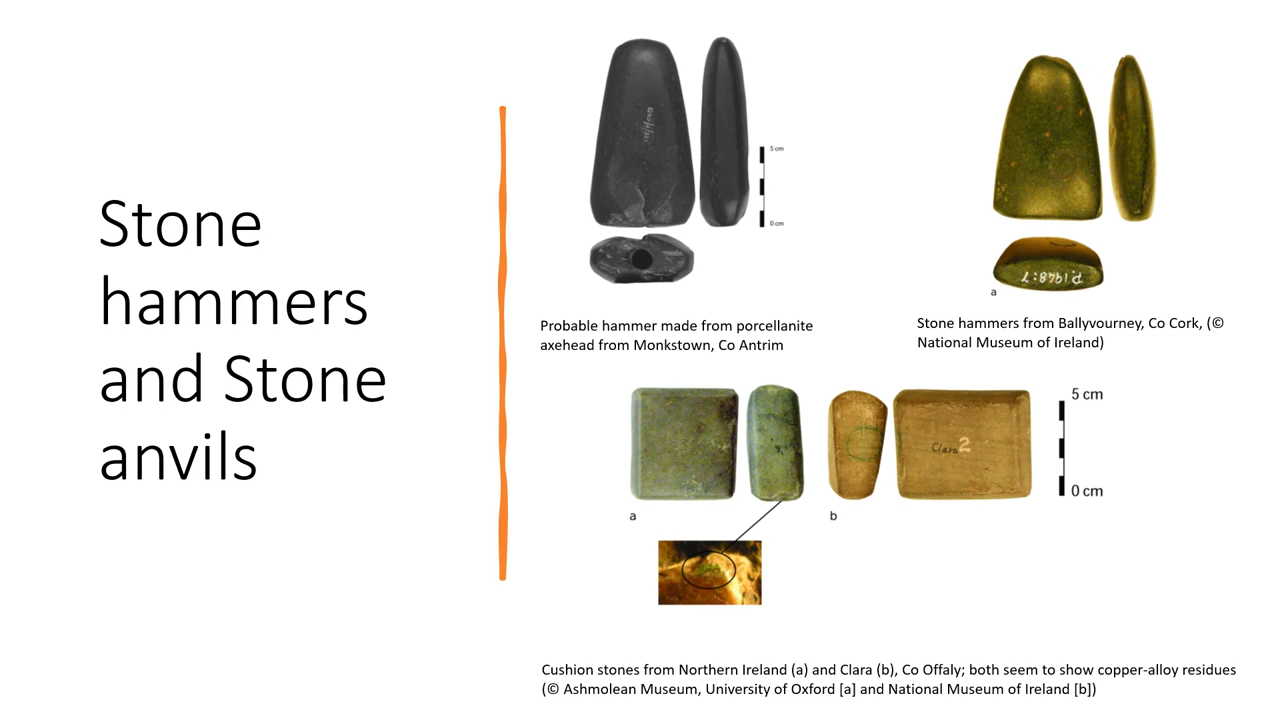 Stone
hammers
and Stone
anvils
5 cm
0 cm
P.1948:7
a
Probable hammer made from porcellanite
axehead from Monkstown, Co Antrim
Stone hammers from Ballyvourney, Co Cork, (©
National Museum of Ireland)
Clara 2
5 cm
0 cm
a
b
Cushion stones from Northern Ireland (a) and Clara (b), Co Offaly; both seem to show copper-alloy residues
(© Ashmolean Museum, University of Oxford [a] and National Museum of Ireland [b])